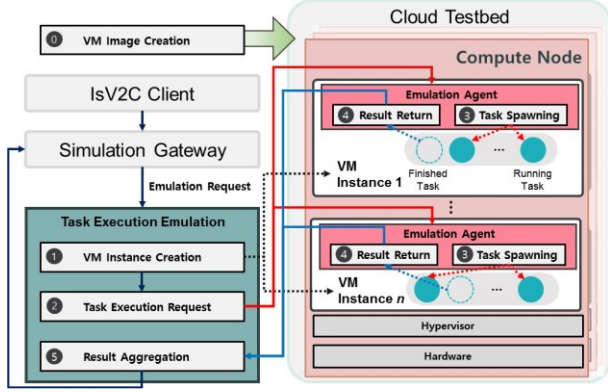 0 VM Image Creation
Cloud Testbed
Compute Node
IsV2C Client
Simulation Gateway
Emulation Request
Task Execution Emulation
1 VM Instance Creation
2 Task Execution Request
5 Result Aggregation
Emulation Agent
4 Result Return
3 Task Spawning
...
Finished
Task
Running
Task
VM
Instance 1
...
Emulation Agent
4 Result Return
3 Task Spawning
...
VM
Instance n
Hypervisor
Hardware